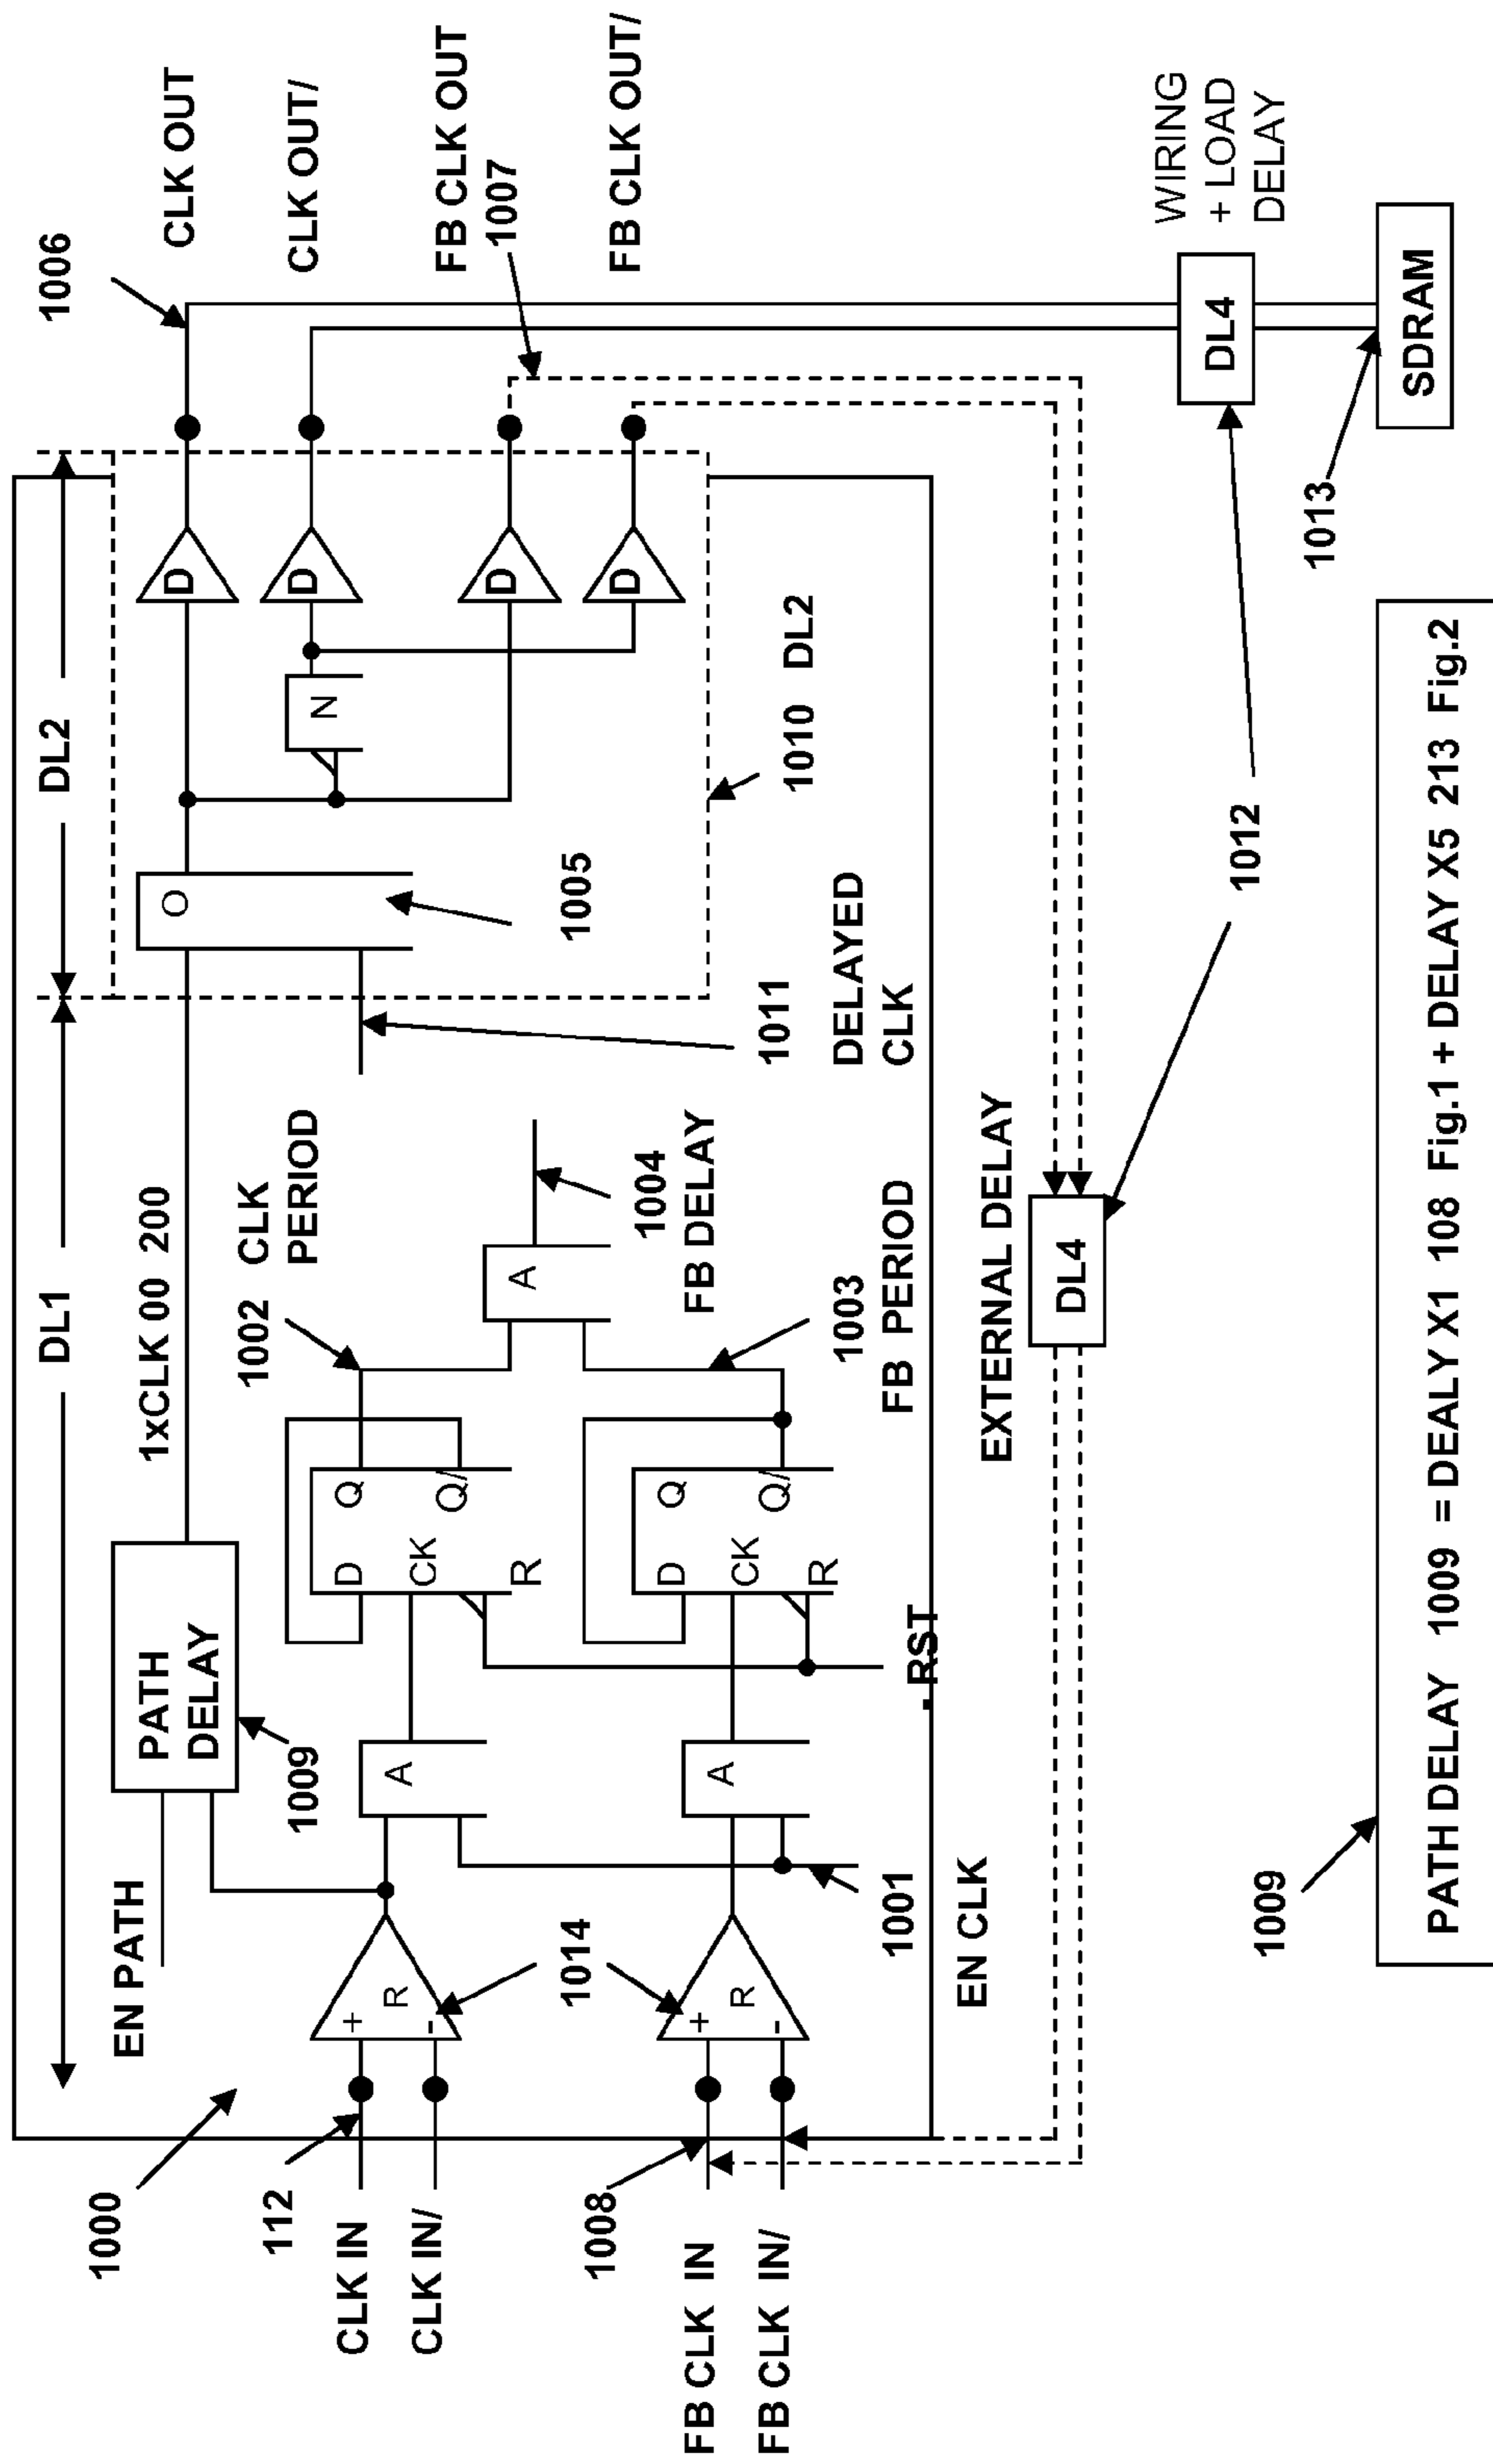 1000
112
CLK IN
CLK IN/
1008
FB CLK IN
FB CLK IN/
DL1
DL2
EN PATH
PATH
DELAY
1009
1xCLK 00 200
+
-
R
+
-
R
1014
A
A
1001
EN CLK
D
Q
CK
Q/
R
D
Q
CK
Q/
R
. RST
1002 CLK
PERIOD
A
1004
FB DELAY
1003
FB PERIOD
O
1005
1011
DELAYED
CLK
N
D
D
D
D
1010 DL2
1006
CLK OUT
CLK OUT/
FB CLK OUT
1007
FB CLK OUT/
EXTERNAL DELAY
DL4
1012
DL4
WIRING
+ LOAD
DELAY
1013
SDRAM
1009
PATH DELAY 1009 = DEALY X1 108 Fig.1 + DELAY X5 213 Fig.2